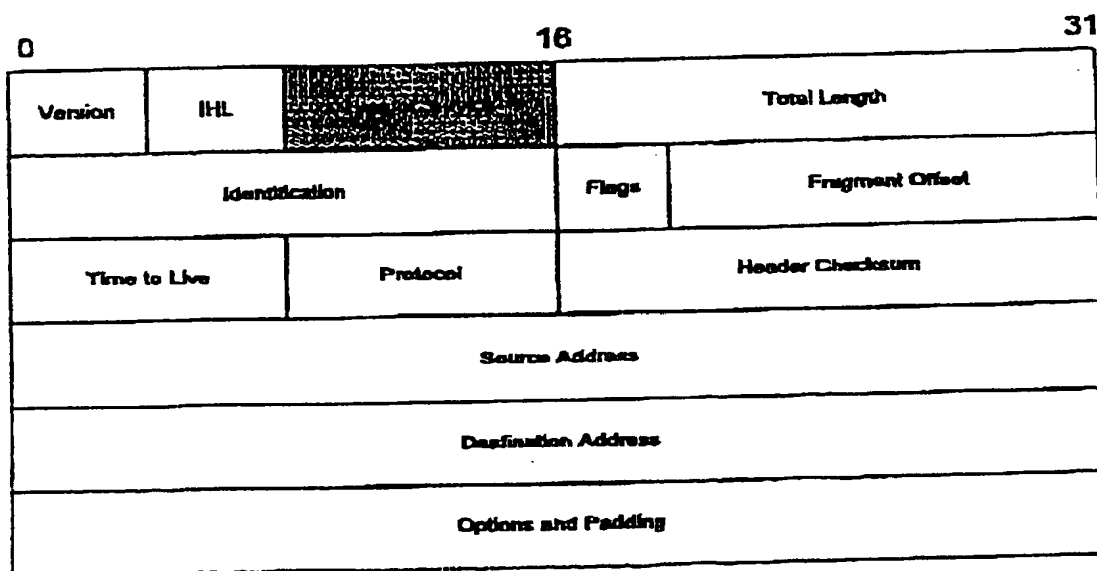 0 16 31
Version IHL Total Length
Identification Flags Fragment Offset
Time to Live Protocol Header Checksum
Source Address
Destination Address
Options and Padding